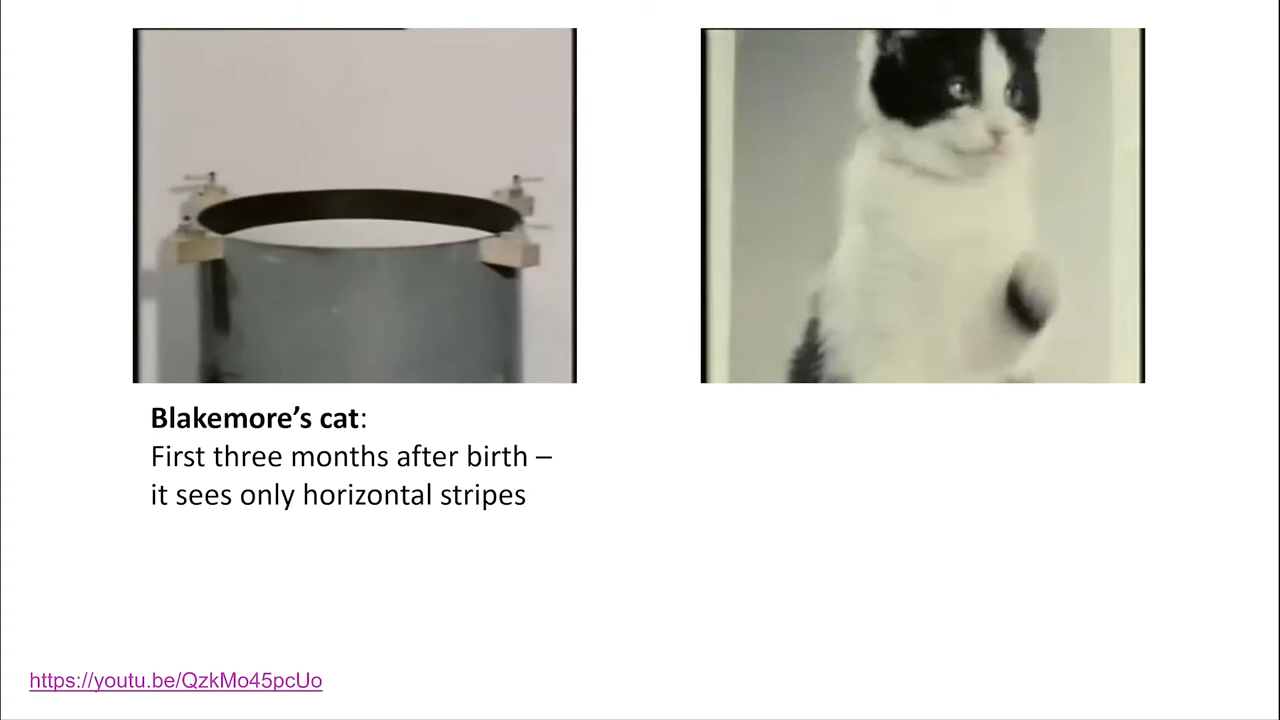 Blakemore’s cat:
First three months after birth –
it sees only horizontal stripes
https://youtu.be/QzkMo45pcUo